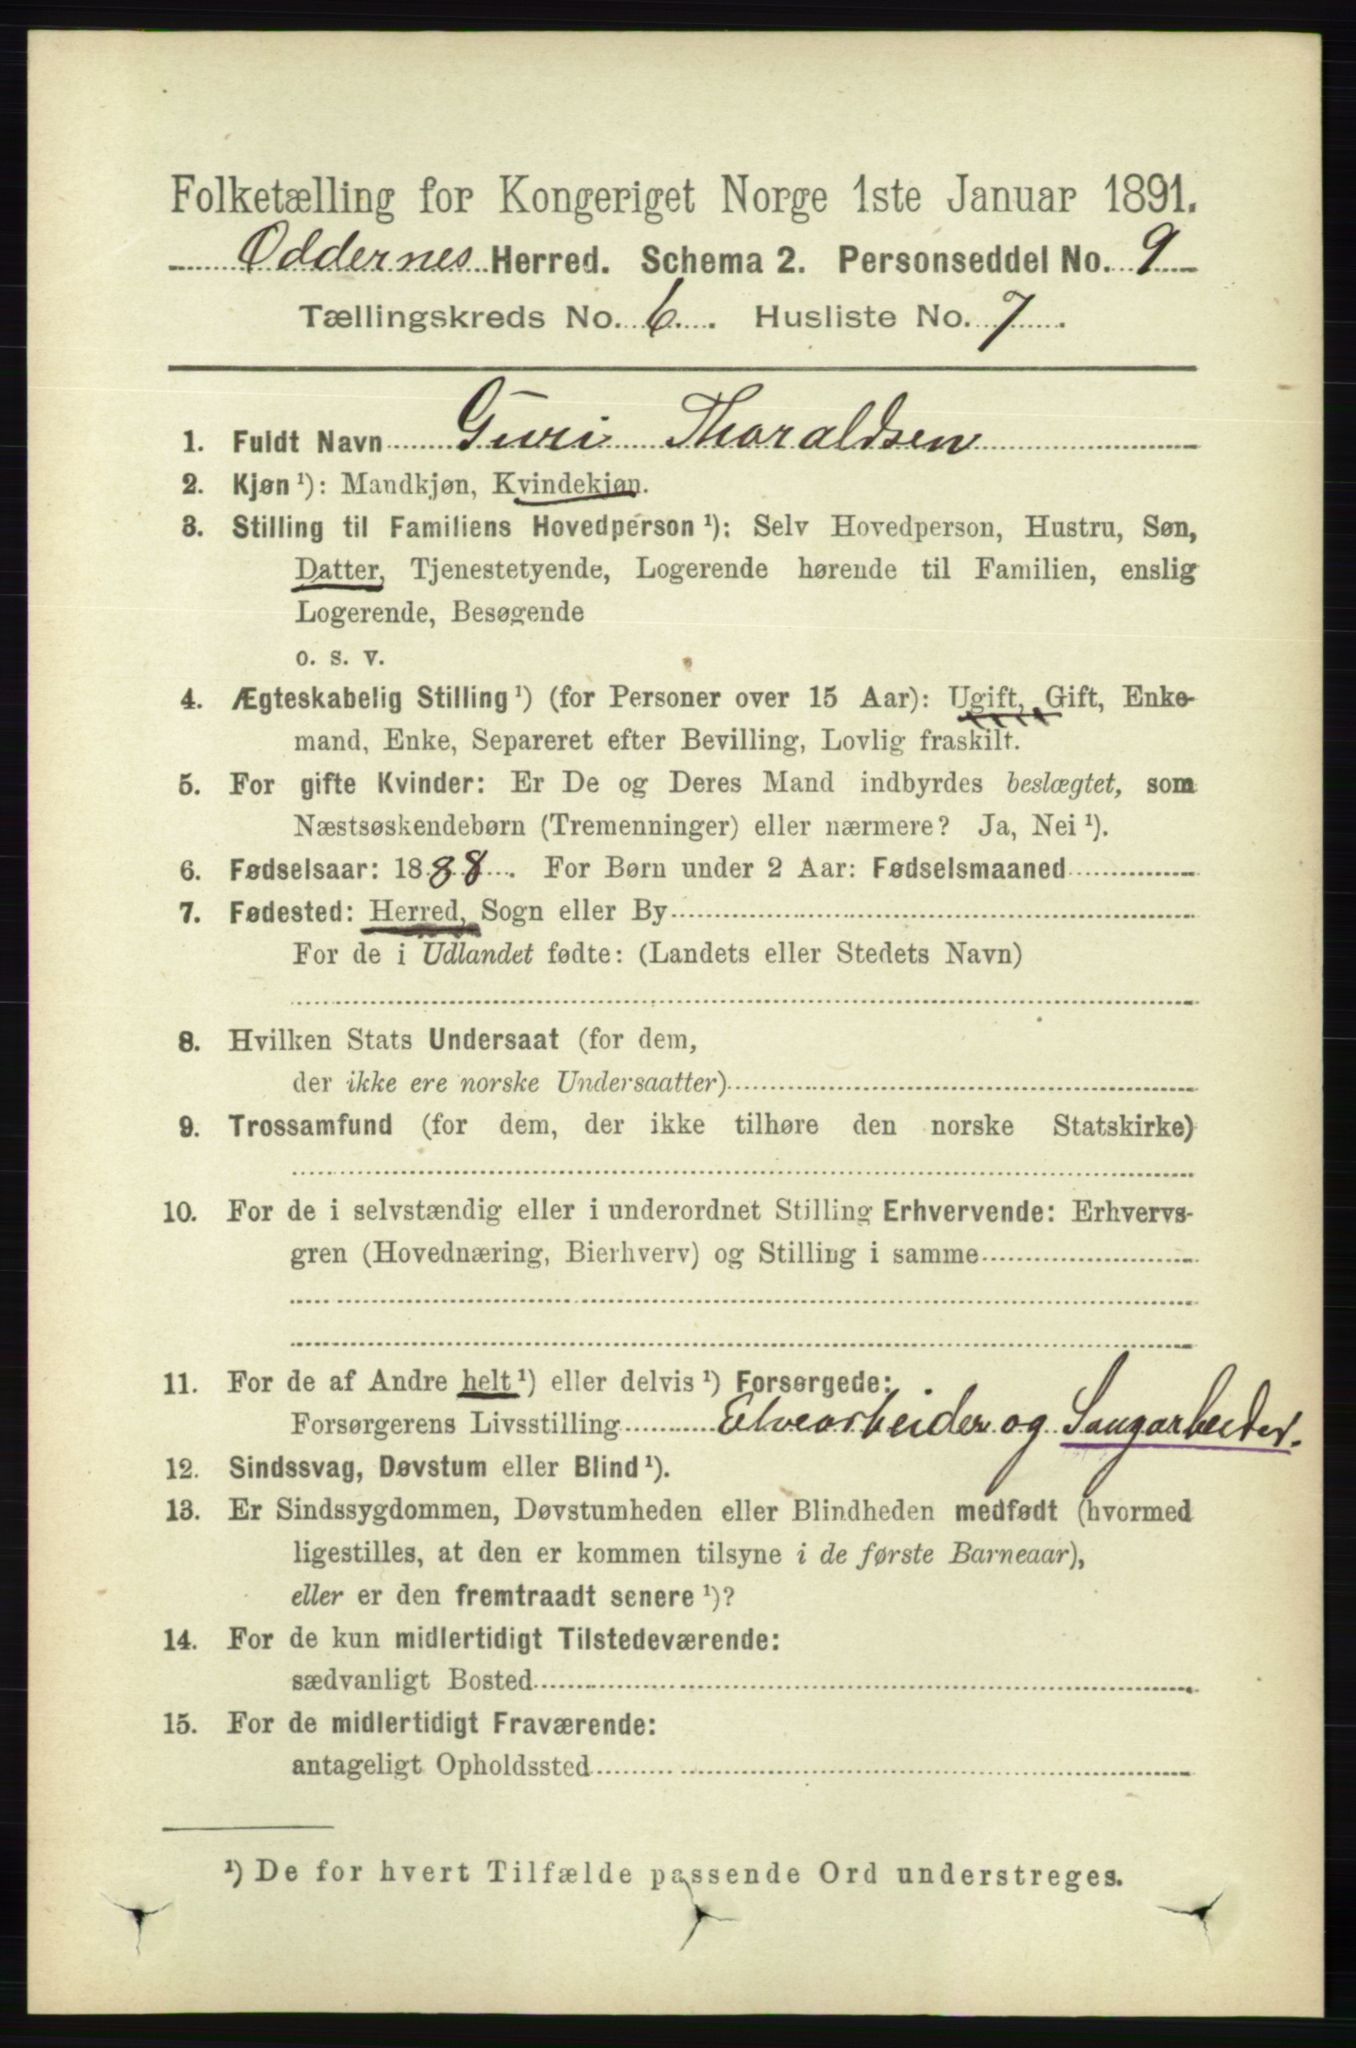 Folketælling for Kongeriget Norge 1ste Januar 1891.
Oddernes Herred. Schema 2. Personseddel No. 9
Tællingskreds No. 6. Husliste No. 7.
1. Fuldt Navn Guri Thoraldsen
2. Kjøn ¹): Mandkjøn, Kvindekjøn.
3. Stilling til Familiens Hovedperson ¹): Selv Hovedperson, Hustru, Søn,
Datter, Tjenestetyende, Logerende hørende til Familien, enslig
Logerende, Besøgende
o. s. v.
4. Ægteskabelig Stilling ¹) (for Personer over 15 Aar): Ugift, Gift, Enke-
mand, Enke, Separeret efter Bevilling, Lovlig fraskilt.
5. For gifte Kvinder: Er De og Deres Mand indbyrdes beslægtet, som
Næstsøskendebørn (Tremenninger) eller nærmere? Ja, Nei ¹).
6. Fødselsaar: 1888. For Børn under 2 Aar: Fødselsmaaned
7. Fødested: Herred, Sogn eller By
For de i Udlandet fødte: (Landets eller Stedets Navn)
8. Hvilken Stats Undersaat (for dem,
der ikke ere norske Undersaatter)
9. Trossamfund (for dem, der ikke tilhøre den norske Statskirke)
10. For de i selvstændig eller i underordnet Stilling Erhvervende: Erhvervs-
gren (Hovednæring, Bierhverv) og Stilling i samme
11. For de af Andre helt ¹) eller delvis ¹) Forsørgede:
Forsørgerens Livsstilling Elvearbeider og Saugarbeider.
12. Sindssvag, Døvstum eller Blind ¹).
13. Er Sindssygdommen, Døvstumheden eller Blindheden medfødt (hvormed
ligestilles, at den er kommen tilsyne i de første Barneaar),
eller er den fremtraadt senere ¹)?
14. For de kun midlertidigt Tilstedeværende:
sædvanligt Bosted
15. For de midlertidigt Fraværende:
antageligt Opholdssted
¹) De for hvert Tilfælde passende Ord understreges.